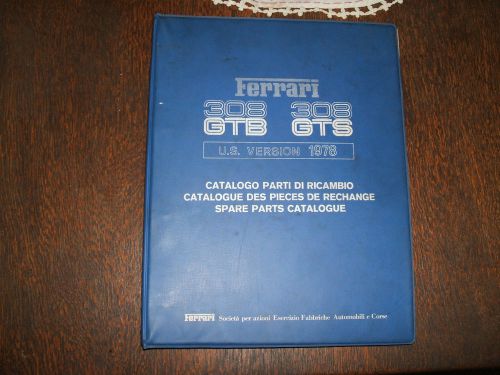 Ferrari
308 308
GTB GTS
U.S. VERSION 1978
CATALOGO PARTI DI RICAMBIO
CATALOGUE DES PIECES DE RECHANGE
SPARE PARTS CATALOGUE
Ferrari Società per azioni Esercizio Fabbriche Automobili e Corse